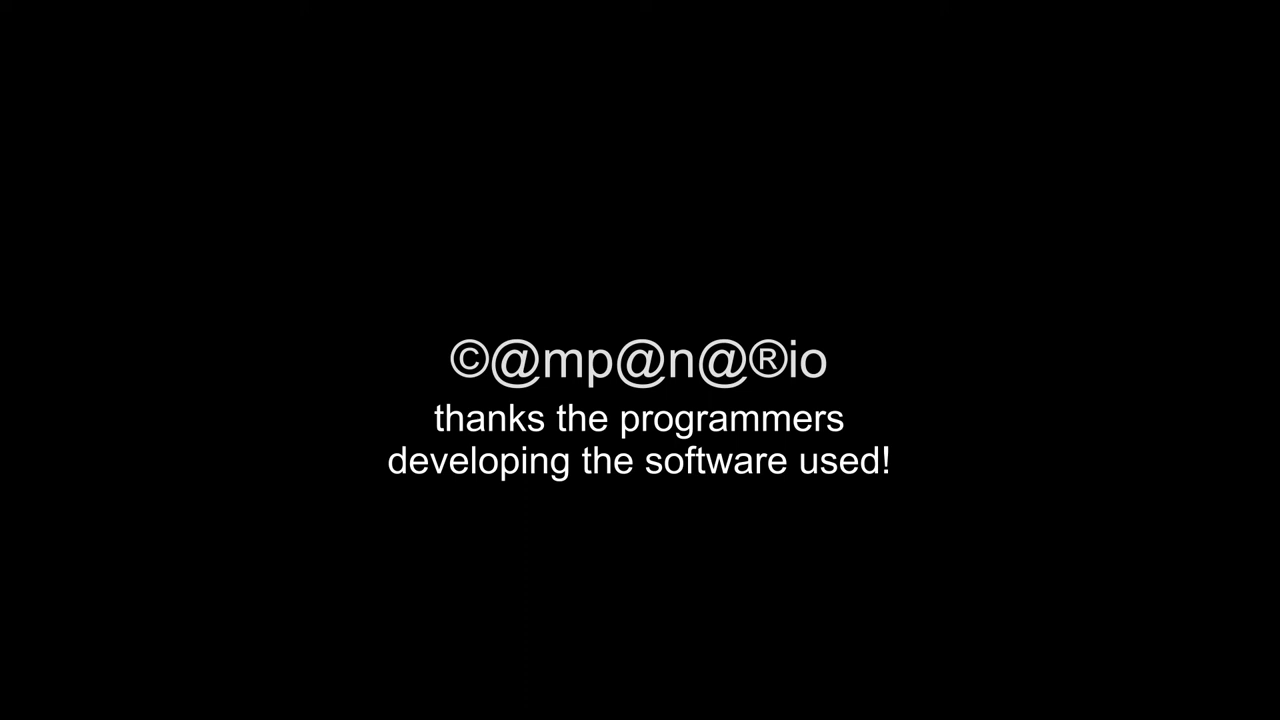 ©@mp@n@®io
thanks the programmers
developing the software used!